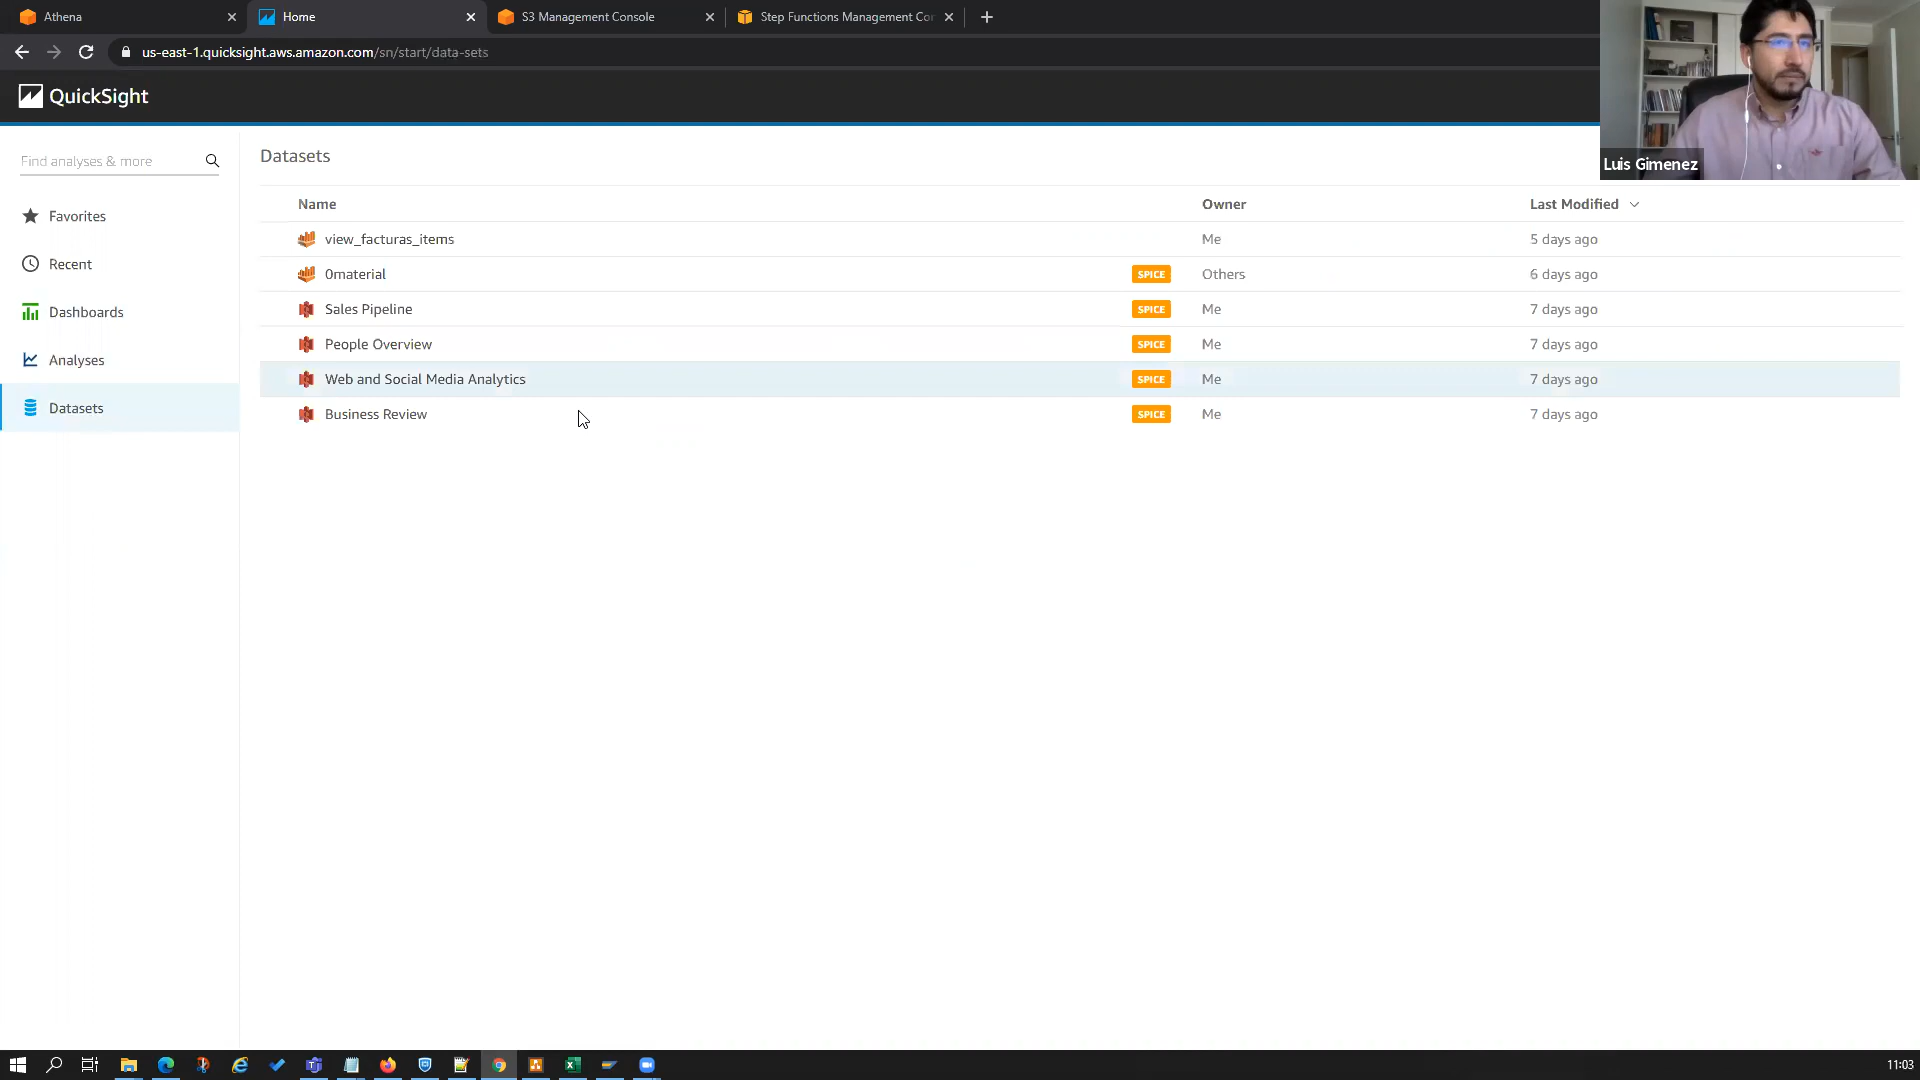 Athena
Home
S3 Management Console
Step Functions Management Co
us-east-1.quicksight.aws.amazon.com/sn/start/data-sets
QuickSight
Luis Gimenez
Find analyses & more
Favorites
Recent
Dashboards
Analyses
Datasets
Datasets
Name Owner Last Modified
view_facturas_items Me 5 days ago
0material SPICE Others 6 days ago
Sales Pipeline SPICE Me 7 days ago
People Overview SPICE Me 7 days ago
Web and Social Media Analytics SPICE Me 7 days ago
Business Review SPICE Me 7 days ago
11:03